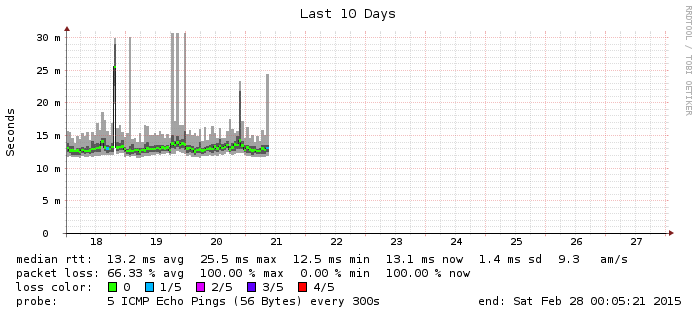 Last 10 Days
RRDTOOL / TOBI OETIKER
Seconds
30 m
25 m
20 m
15 m
10 m
5 m
0
18 19 20 21 22 23 24 25 26 27
median rtt: 13.2 ms avg 25.5 ms max 12.5 ms min 13.1 ms now 1.4 ms sd 9.3 am/s
packet loss: 66.33 % avg 100.00 % max 0.00 % min 100.00 % now
loss color: 0 1/5 2/5 3/5 4/5
probe: 5 ICMP Echo Pings (56 Bytes) every 300s end: Sat Feb 28 00:05:21 2015